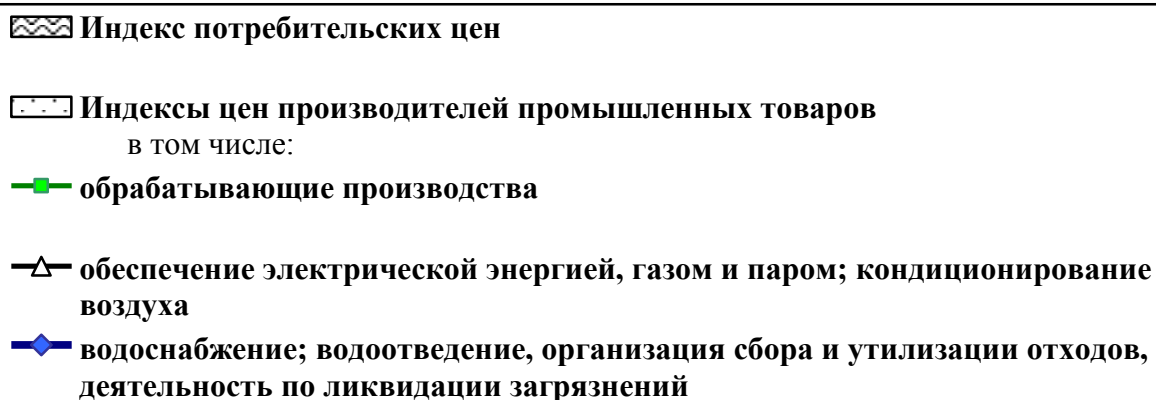 Индекс потребительских цен
Индексы цен производителей промышленных товаров
в том числе:
обрабатывающие производства
обеспечение электрической энергией, газом и паром; кондиционирование
воздуха
водоснабжение; водоотведение, организация сбора и утилизации отходов,
деятельность по ликвидации загрязнений